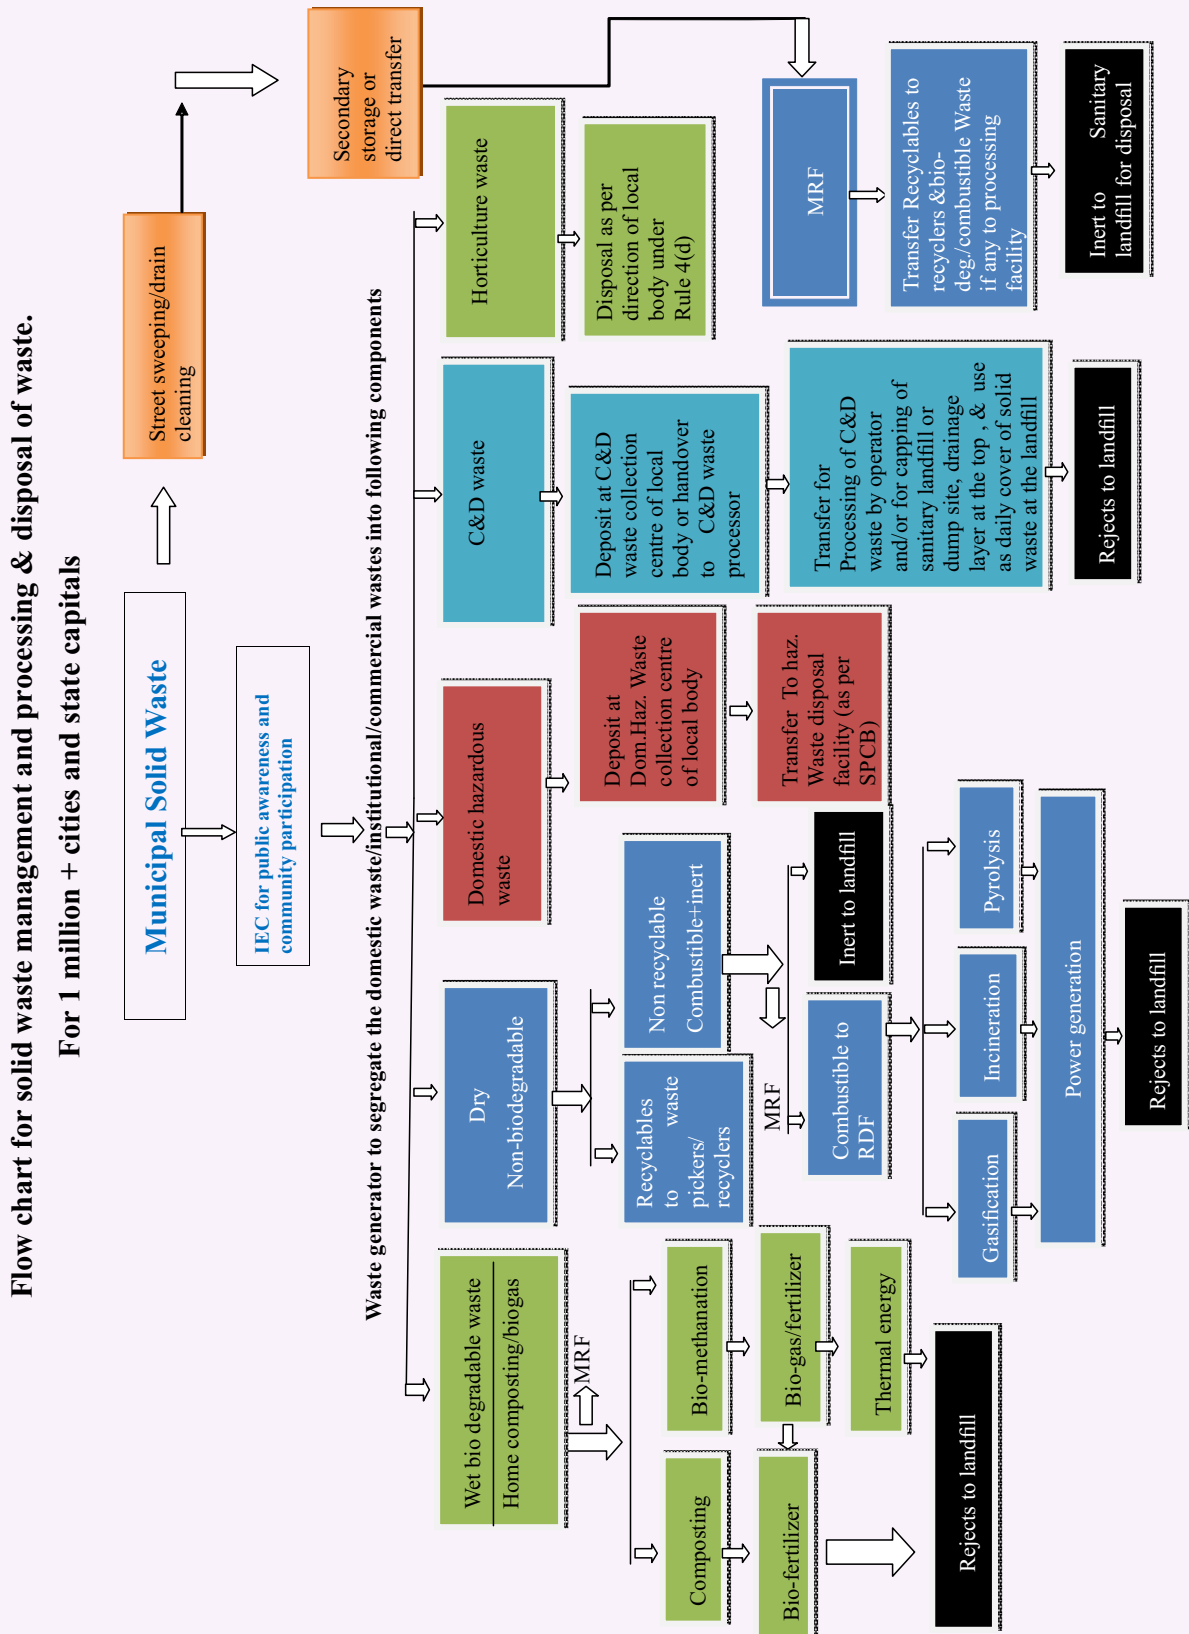 Flow chart for solid waste management and processing & disposal of waste.
For 1 million + cities and state capitals
Municipal Solid Waste
Street sweeping/drain
cleaning
Secondary
storage or
direct transfer
IEC for public awareness and
community participation
Waste generator to segregate the domestic waste/institutional/commercial wastes into following components
Wet bio degradable waste
Home composting/biogas
MRF
Composting
Bio-methanation
Bio-fertilizer
Bio-gas/fertilizer
Thermal energy
Rejects to landfill
Dry
Non-biodegradable
Recyclables
to waste
pickers/
recyclers
Non recyclable
Combustible+inert
MRF
Combustible to
RDF
Inert to landfill
Gasification
Incineration
Pyrolysis
Power generation
Rejects to landfill
Domestic hazardous
waste
Deposit at
Dom.Haz. Waste
collection centre
of local body
Transfer To haz.
Waste disposal
facility (as per
SPCB)
C&D waste
Deposit at C&D
waste collection
centre of local
body or handover
to C&D waste
processor
Transfer for
Processing of C&D
waste by operator
and/or for capping of
sanitary landfill or
dump site, drainage
layer at the top , & use
as daily cover of solid
waste at the landfill
Rejects to landfill
Horticulture waste
Disposal as per
direction of local
body under
Rule 4(d)
MRF
Transfer Recyclables to
recyclers &bio-
deg./combustible Waste
if any to processing
facility
Inert to Sanitary
landfill for disposal